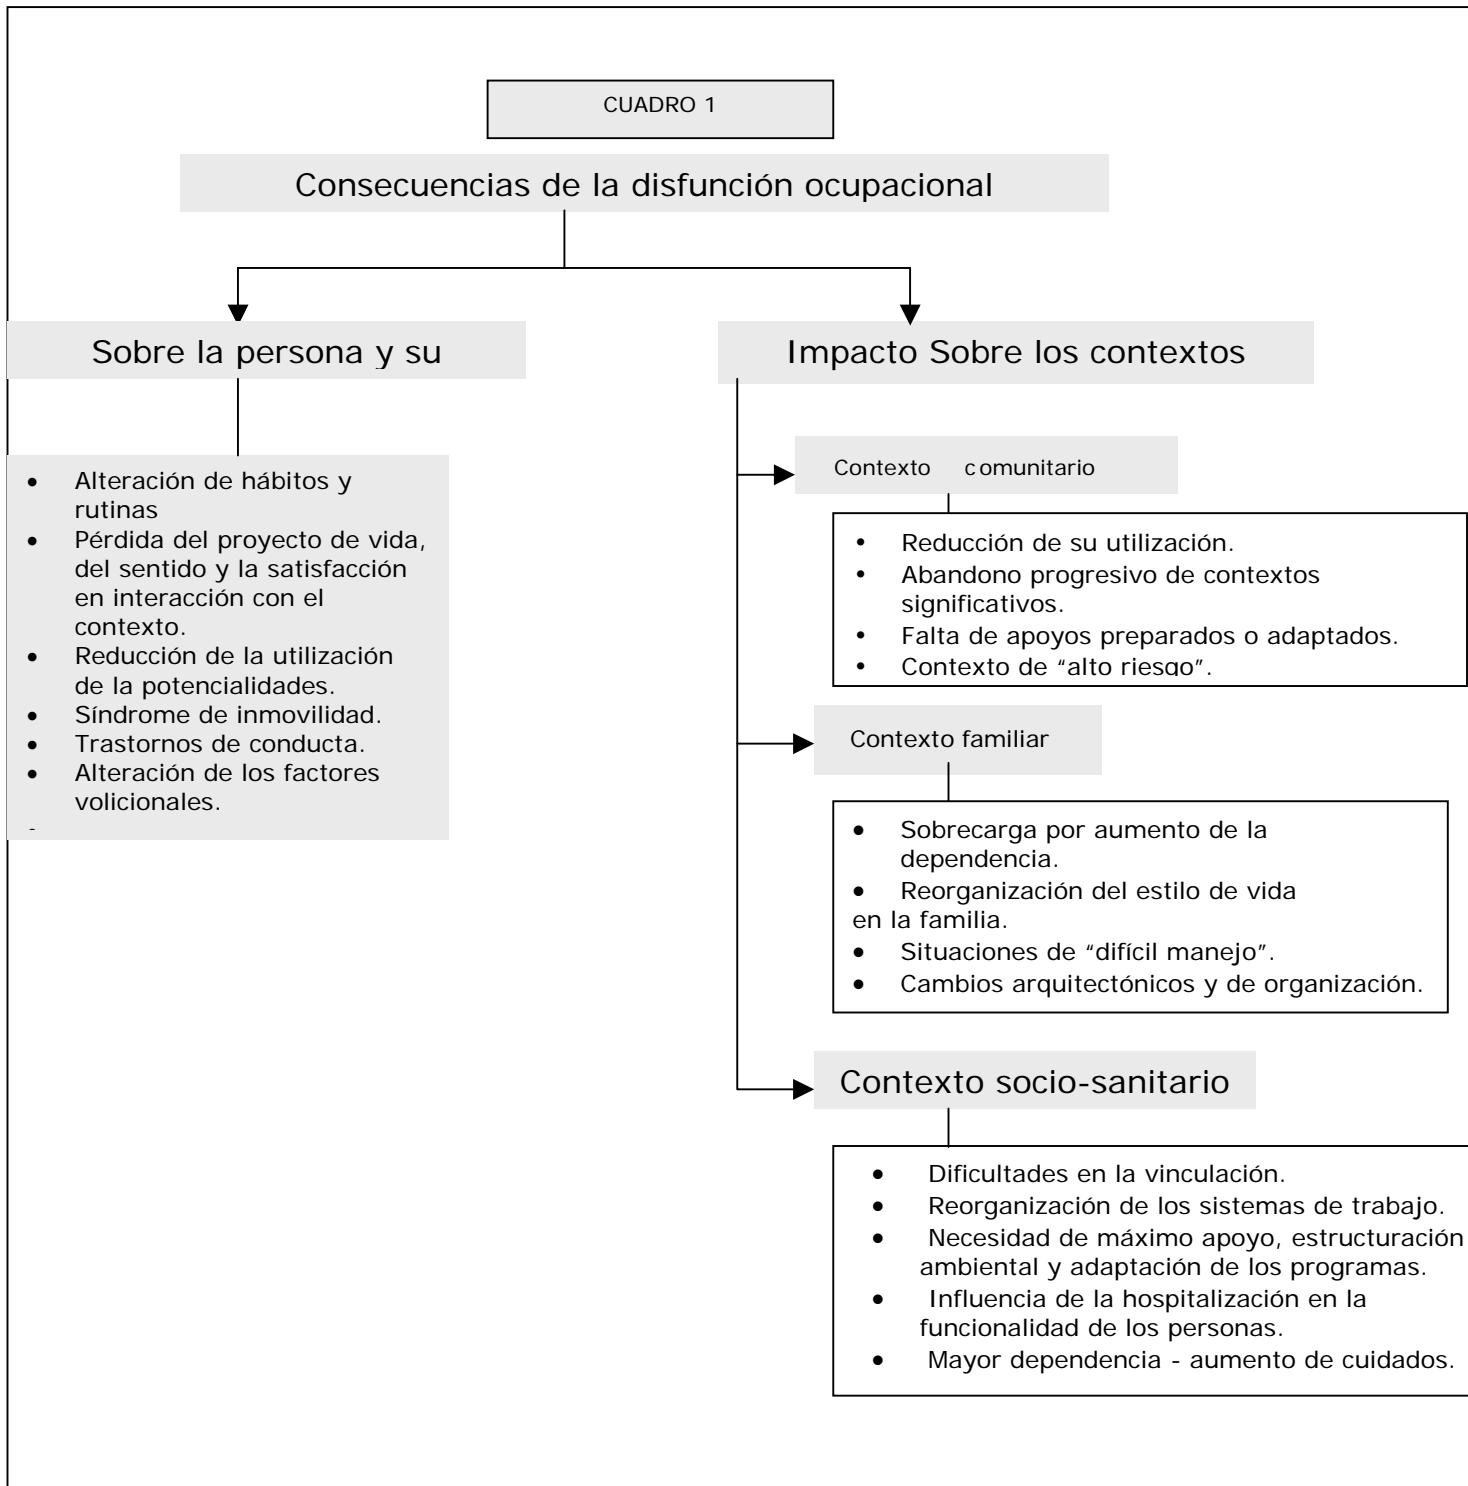 CUADRO 1
Consecuencias de la disfunción ocupacional
Sobre la persona y su
• Alteración de hábitos y
rutinas
• Pérdida del proyecto de vida,
del sentido y la satisfacción
en interacción con el
contexto.
• Reducción de la utilización
de la potencialidades.
• Síndrome de inmovilidad.
• Trastornos de conducta.
• Alteración de los factores
volicionales.
Impacto Sobre los contextos
Contexto comunitario
• Reducción de su utilización.
• Abandono progresivo de contextos
significativos.
• Falta de apoyos preparados o adaptados.
• Contexto de “alto riesgo”.
Contexto familiar
• Sobrecarga por aumento de la
dependencia.
• Reorganización del estilo de vida
en la familia.
• Situaciones de “difícil manejo”.
• Cambios arquitectónicos y de organización.
Contexto socio-sanitario
• Dificultades en la vinculación.
• Reorganización de los sistemas de trabajo.
• Necesidad de máximo apoyo, estructuración
ambiental y adaptación de los programas.
• Influencia de la hospitalización en la
funcionalidad de los personas.
• Mayor dependencia - aumento de cuidados.